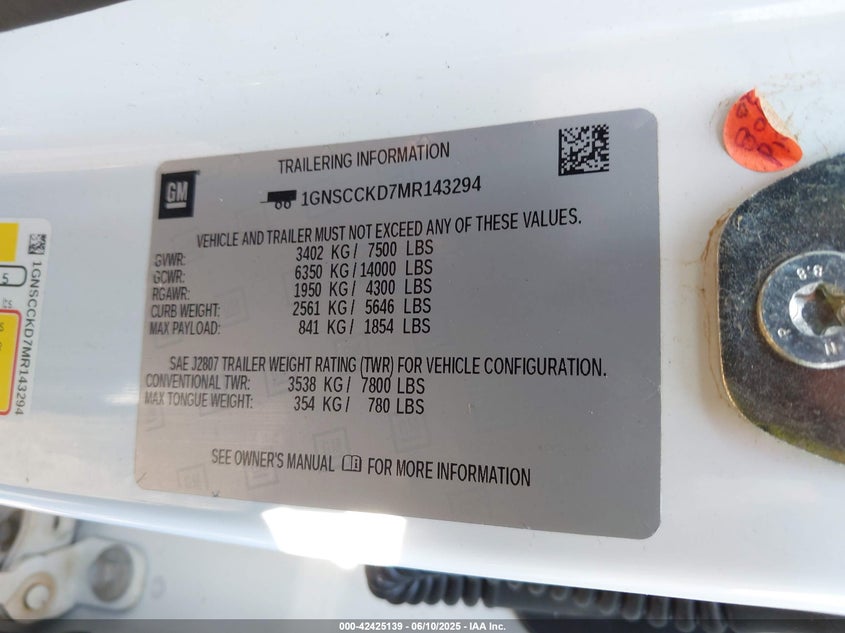 TRAILERING INFORMATION
GM
1GNSCCKD7MR143294
VEHICLE AND TRAILER MUST NOT EXCEED ANY OF THESE VALUES.
GVWR: 3402 KG / 7500 LBS
GCWR: 6350 KG / 14000 LBS
RGAWR: 1950 KG / 4300 LBS
CURB WEIGHT: 2561 KG / 5646 LBS
MAX PAYLOAD: 841 KG / 1854 LBS
SAE J2807 TRAILER WEIGHT RATING (TWR) FOR VEHICLE CONFIGURATION.
CONVENTIONAL TWR: 3538 KG / 7800 LBS
MAX TONGUE WEIGHT: 354 KG / 780 LBS
SEE OWNER'S MANUAL FOR MORE INFORMATION
1GNSCCKD7MR143294
5
lbs
8.8
000-42425139 - 06/10/2025 - IAA Inc.